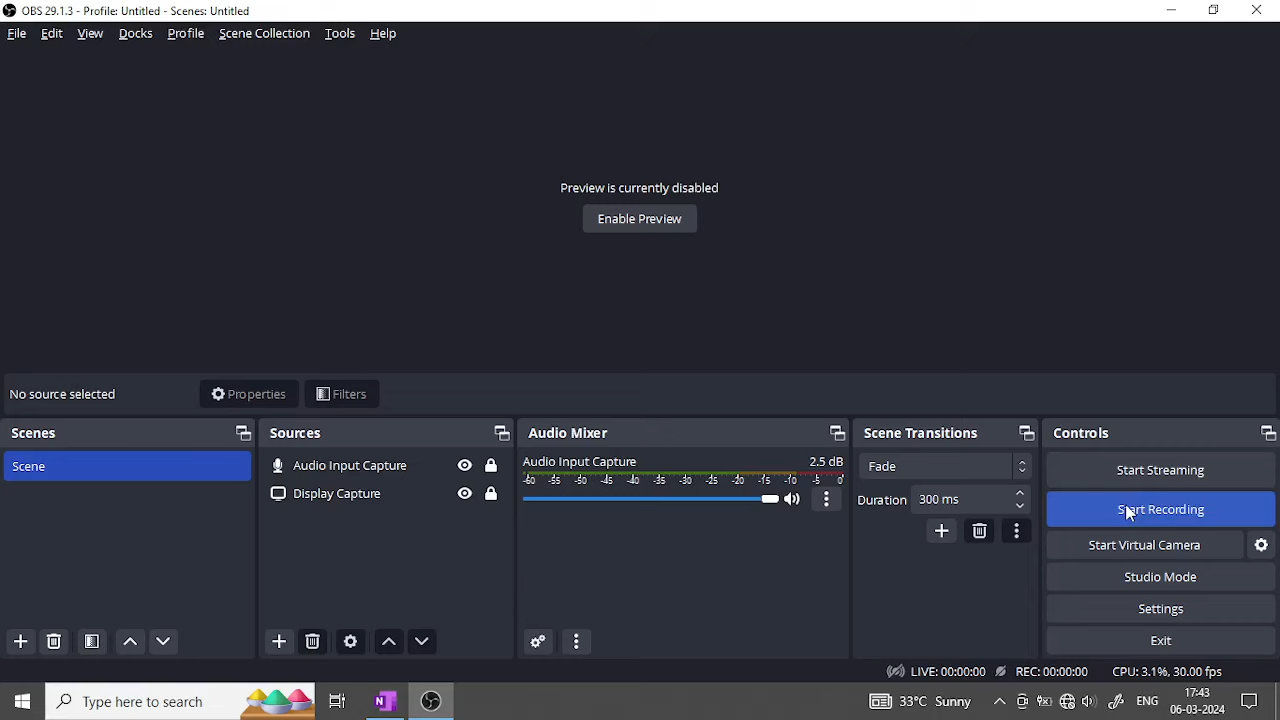 OBS 29.1.3 - Profile: Untitled - Scenes: Untitled
File Edit View Docks Profile Scene Collection Tools Help
Preview is currently disabled
Enable Preview
No source selected Properties Filters
Scenes
Scene
Sources
Audio Input Capture
Display Capture
Audio Mixer
Audio Input Capture 2.5 dB
-60 -55 -50 -45 -40 -35 -30 -25 -20 -15 -10 -5 0
Scene Transitions
Fade
Duration 300 ms
Controls
Start Streaming
Start Recording
Start Virtual Camera
Studio Mode
Settings
Exit
LIVE: 00:00:00 REC: 00:00:00 CPU: 3.1%, 30.00 fps
Type here to search
33°C Sunny
ENG
17:43
06-03-2024